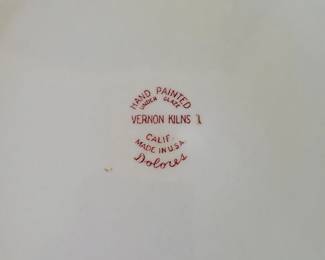 HAND PAINTED
UNDER GLAZE
VERNON KILNS
CALIF.
MADE IN U.S.A.
Dolores